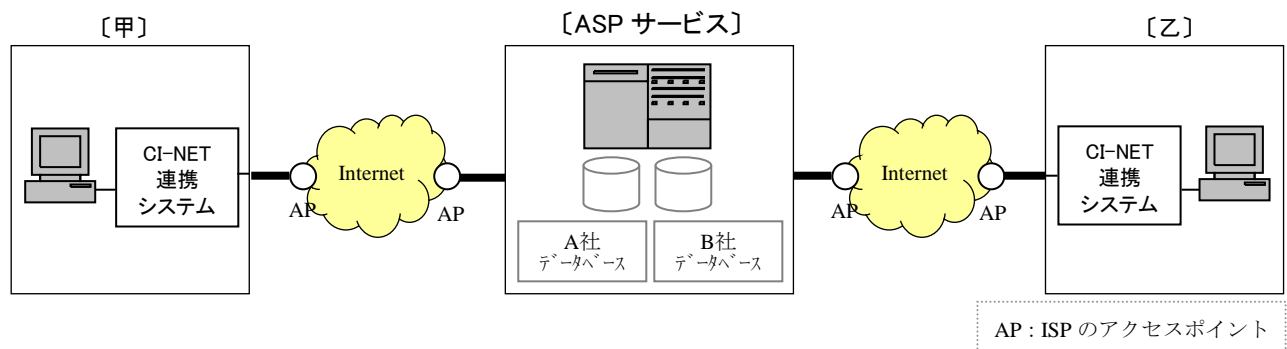 〔甲〕
〔ASP サービス〕
〔乙〕
CI-NET
連携
システム
AP
Internet
AP
A社
データベース
B社
データベース
AP
Internet
AP
CI-NET
連携
システム
AP : ISP のアクセスポイント